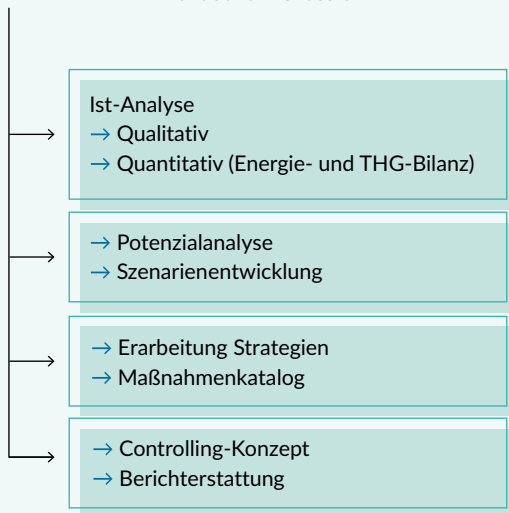 Ist-Analyse
→ Qualitativ
→ Quantitativ (Energie- und THG-Bilanz)
→ Potenzialanalyse
→ Szenarienentwicklung
→ Erarbeitung Strategien
→ Maßnahmenkatalog
→ Controlling-Konzept
→ Berichterstattung